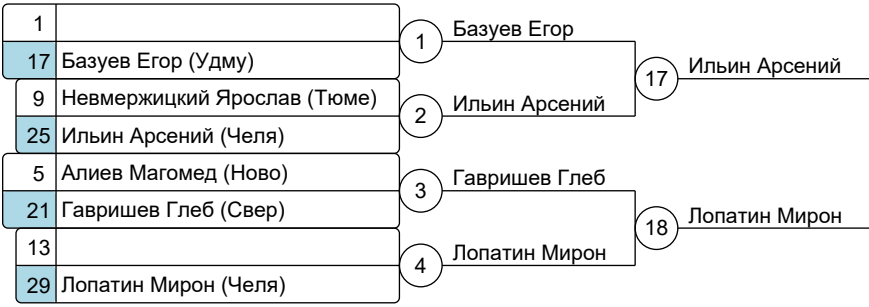 1
17 Базуев Егор (Удму)
9 Невмержицкий Ярослав (Тюме)
25 Ильин Арсений (Челя)
5 Алиев Магомед (Ново)
21 Гавришев Глеб (Свер)
13
29 Лопатин Мирон (Челя)
1 Базуев Егор
2 Ильин Арсений
3 Гавришев Глеб
4 Лопатин Мирон
17 Ильин Арсений
18 Лопатин Мирон